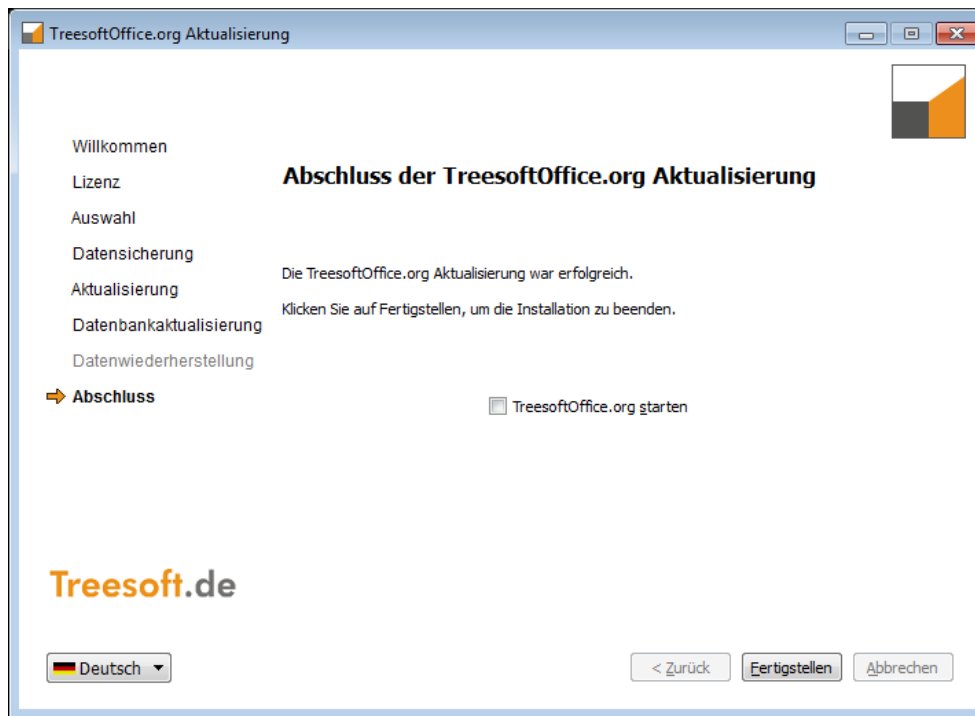 TreesoftOffice.org Aktualisierung
Willkommen
Lizenz
Auswahl
Datensicherung
Aktualisierung
Datenbankaktualisierung
Datenwiederherstellung
Abschluss
Abschluss der TreesoftOffice.org Aktualisierung
Die TreesoftOffice.org Aktualisierung war erfolgreich.
Klicken Sie auf Fertigstellen, um die Installation zu beenden.
TreesoftOffice.org starten
Treesoft.de
Deutsch
< Zurück
Fertigstellen
Abbrechen